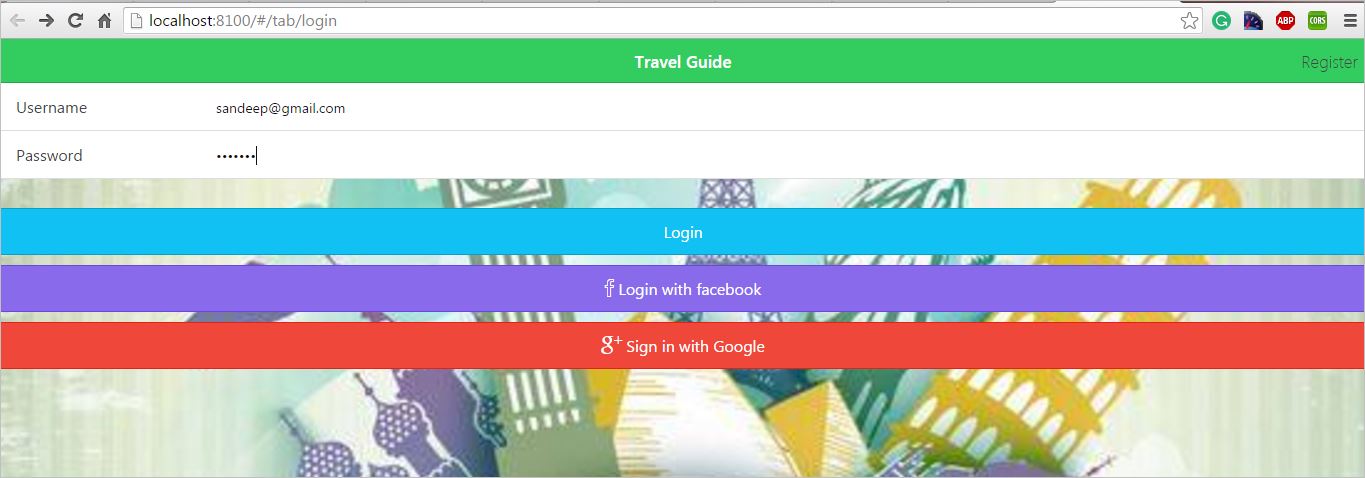 localhost:8100/#/tab/login
ABP
CORS
Travel Guide
Register
Username sandeep@gmail.com
Password •••••••
Login
f Login with facebook
g+ Sign in with Google